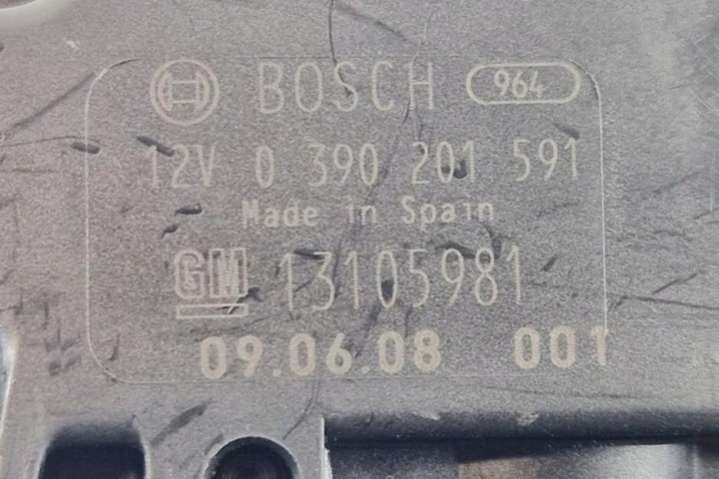 BOSCH 964
12V 0 390 201 591
Made in Spain
GM 13105981
09.06.08 001